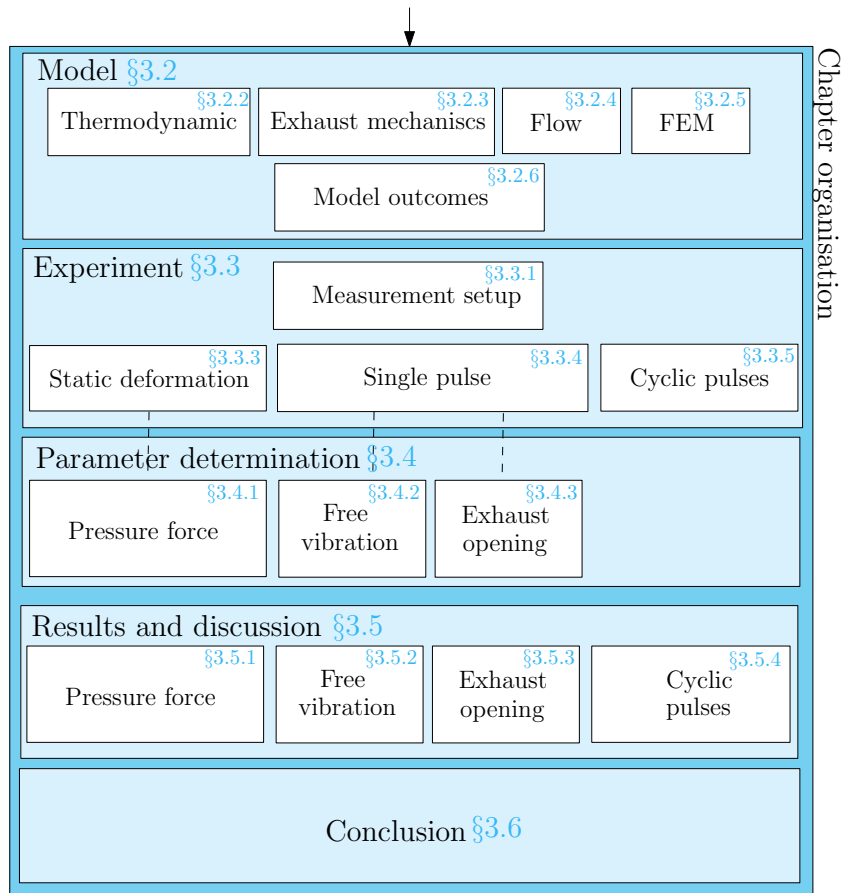 Model §3.2
§3.2.2
Thermodynamic
§3.2.3
Exhaust mechaniscs
§3.2.4
Flow
§3.2.5
FEM
§3.2.6
Model outcomes
Experiment §3.3
§3.3.1
Measurement setup
§3.3.3
Static deformation
§3.3.4
Single pulse
§3.3.5
Cyclic pulses
Parameter determination §3.4
§3.4.1
Pressure force
§3.4.2
Free
vibration
§3.4.3
Exhaust
opening
Results and discussion §3.5
§3.5.1
Pressure force
§3.5.2
Free
vibration
§3.5.3
Exhaust
opening
§3.5.4
Cyclic
pulses
Conclusion §3.6
Chapter organisation